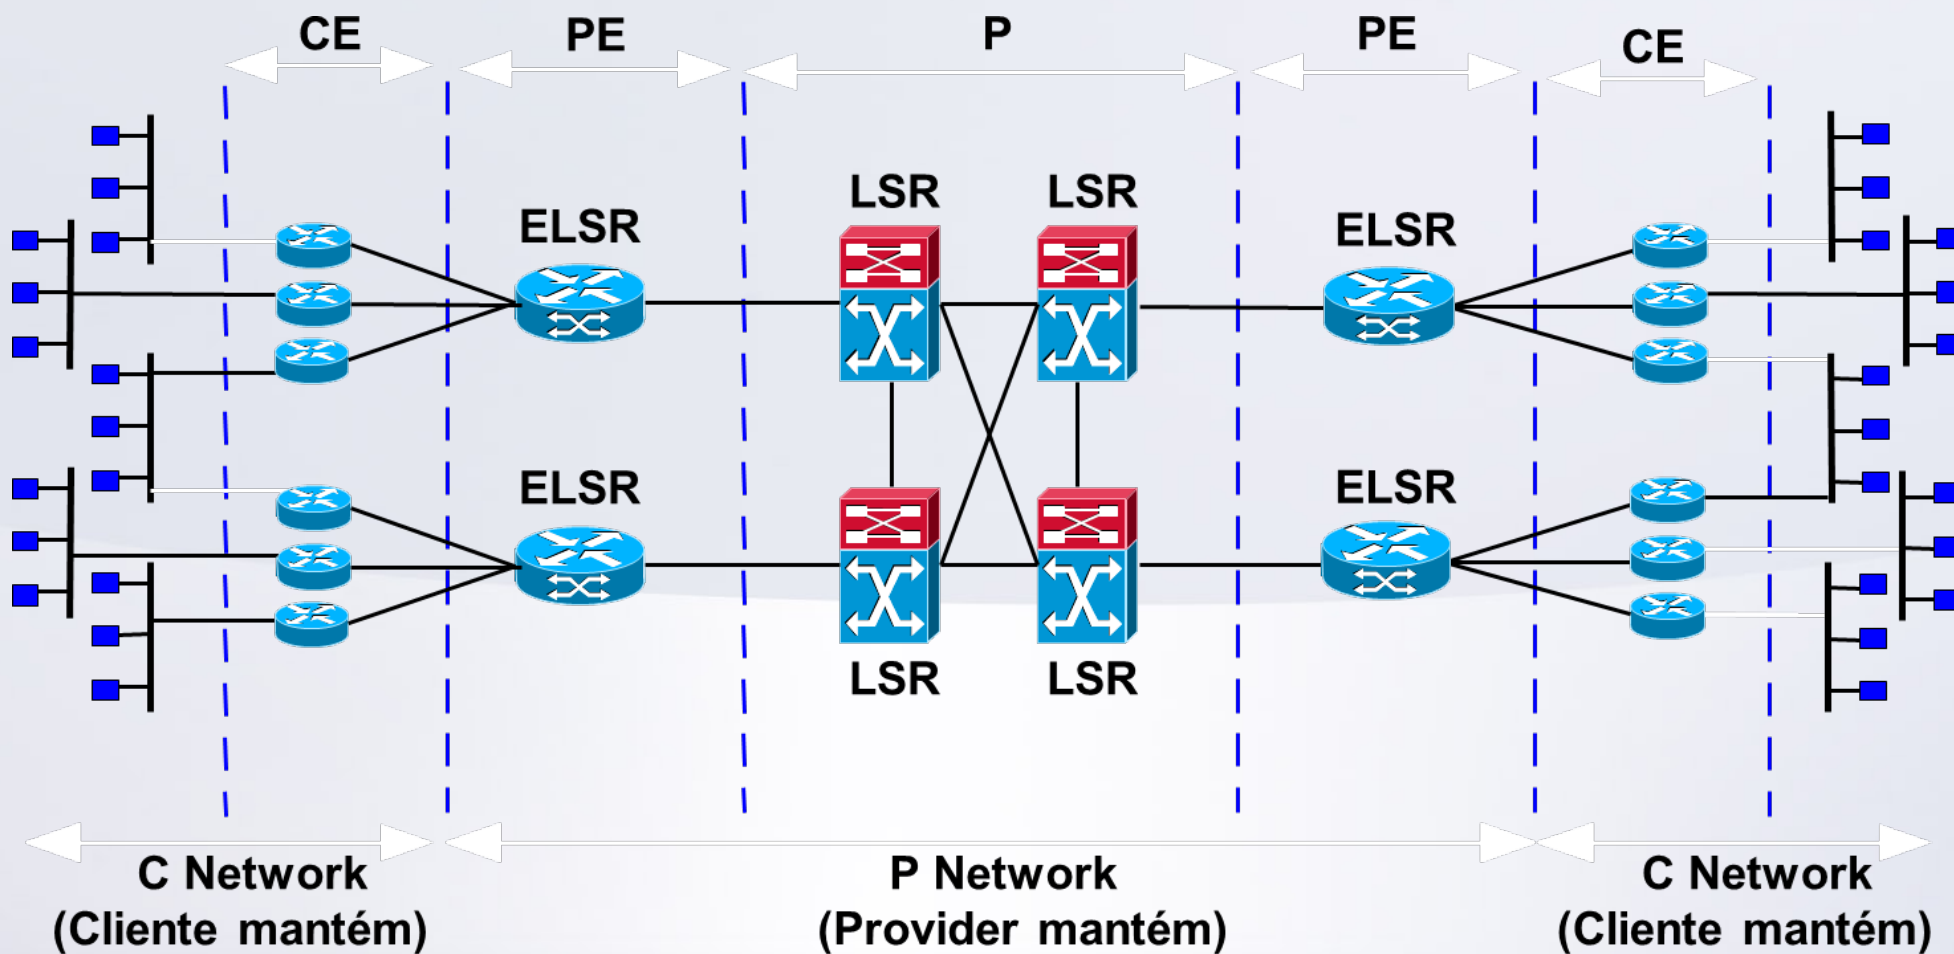 CE
PE
P
PE
CE
LSR
LSR
ELSR
ELSR
ELSR
ELSR
LSR
LSR
C Network
(Cliente mantém)
P Network
(Provider mantém)
C Network
(Cliente mantém)